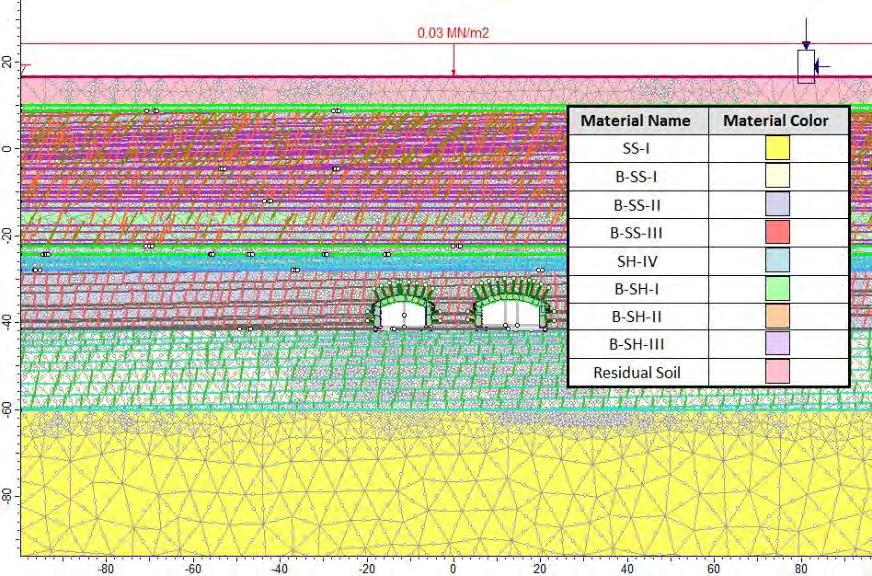 0.03 MN/m2
20
0
-20
-40
-60
-80
Material Name Material Color
SS-I
B-SS-I
B-SS-II
B-SS-III
SH-IV
B-SH-I
B-SH-II
B-SH-III
Residual Soil
-80 -60 -40 -20 0 20 40 60 80